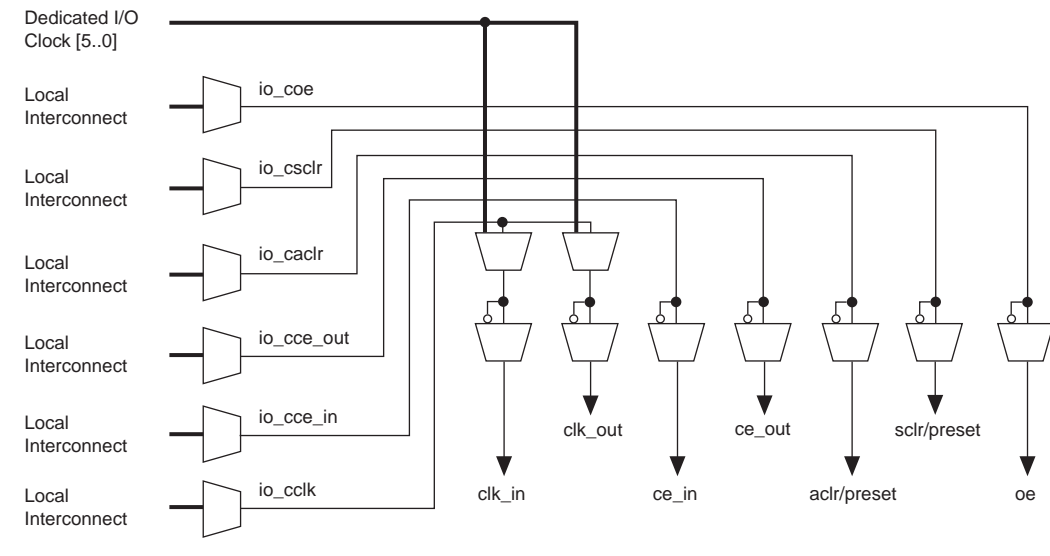 Dedicated I/O
Clock [5..0]
Local
Interconnect
io_coe
Local
Interconnect
io_csclr
Local
Interconnect
io_caclr
Local
Interconnect
io_cce_out
Local
Interconnect
io_cce_in
Local
Interconnect
io_cclk
clk_out
ce_out
sclr/preset
clk_in
ce_in
aclr/preset
oe